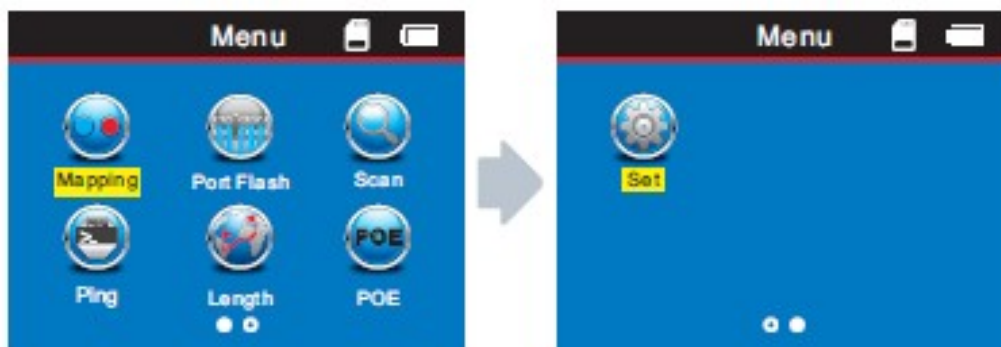 Menu
Mapping Port Flash Scan
Ping Length POE
POE
Menu
Set